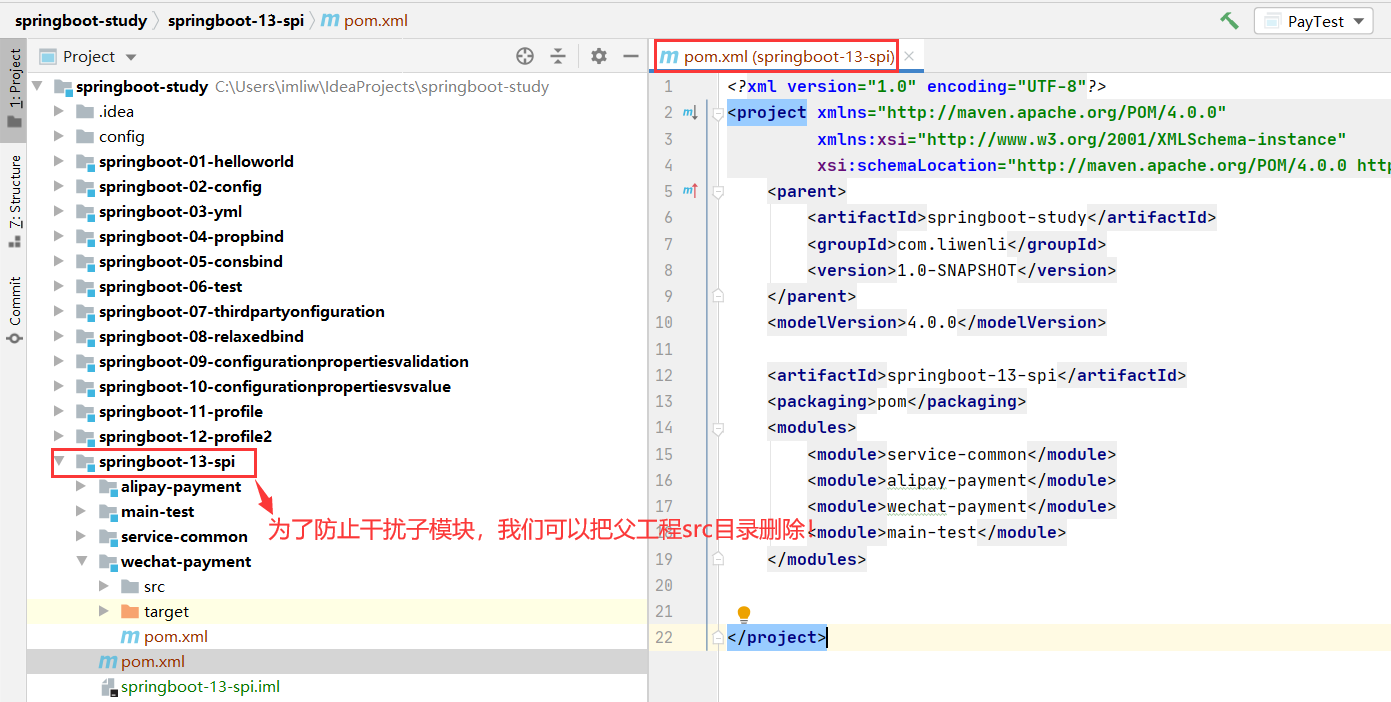 springboot-study springboot-13-spi pom.xml
PayTest
Project
springboot-study C:\Users\imliw\IdeaProjects\springboot-study
.idea
config
springboot-01-helloworld
springboot-02-config
springboot-03-yml
springboot-04-propbind
springboot-05-consbind
springboot-06-test
springboot-07-thirdpartyonfiguration
springboot-08-relaxedbind
springboot-09-configurationpropertiesvalidation
springboot-10-configurationpropertiesvsvalue
springboot-11-profile
springboot-12-profile2
springboot-13-spi
alipay-payment
main-test
service-common
wechat-payment
src
target
pom.xml
pom.xml
springboot-13-spi.iml
1: Project
7: Structure
Commit
为了防止干扰子模块，我们可以把父工程src目录删除！
pom.xml (springboot-13-spi)
1 <?xml version="1.0" encoding="UTF-8"?>
2 <project xmlns="http://maven.apache.org/POM/4.0.0"
3 xmlns:xsi="http://www.w3.org/2001/XMLSchema-instance"
4 xsi:schemaLocation="http://maven.apache.org/POM/4.0.0 http
5 <parent>
6 <artifactId>springboot-study</artifactId>
7 <groupId>com.liwenli</groupId>
8 <version>1.0-SNAPSHOT</version>
9 </parent>
10 <modelVersion>4.0.0</modelVersion>
11
12 <artifactId>springboot-13-spi</artifactId>
13 <packaging>pom</packaging>
14 <modules>
15 <module>service-common</module>
16 <module>alipay-payment</module>
17 <module>wechat-payment</module>
18 <module>main-test</module>
19 </modules>
20
21
22 </project>